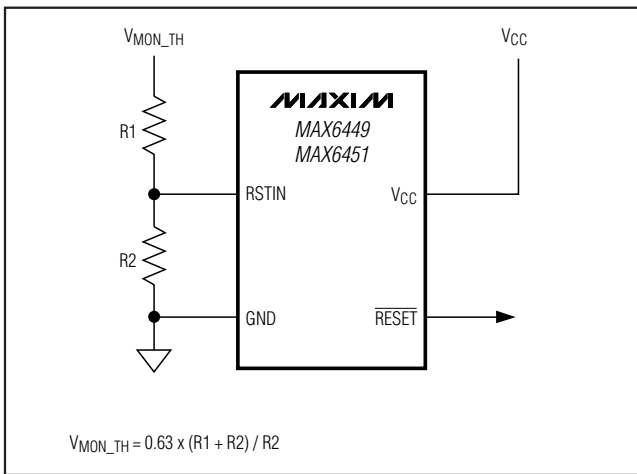 V_MON_TH
V_CC
MAXIM
MAX6449
MAX6451
R1
RSTIN
V_CC
R2
GND
RESET
V_MON_TH = 0.63 x (R1 + R2) / R2